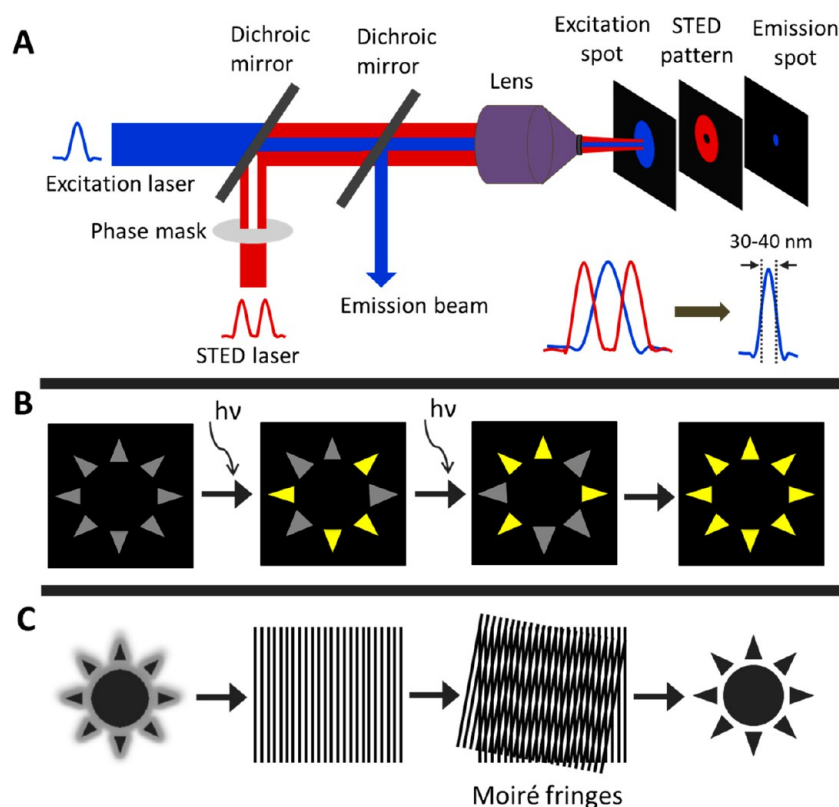 A
Dichroic
mirror
Dichroic
mirror
Lens
Excitation
spot
STED
pattern
Emission
spot
Excitation laser
Phase mask
STED laser
Emission beam
30-40 nm
B
hν
hν
C
Moiré fringes